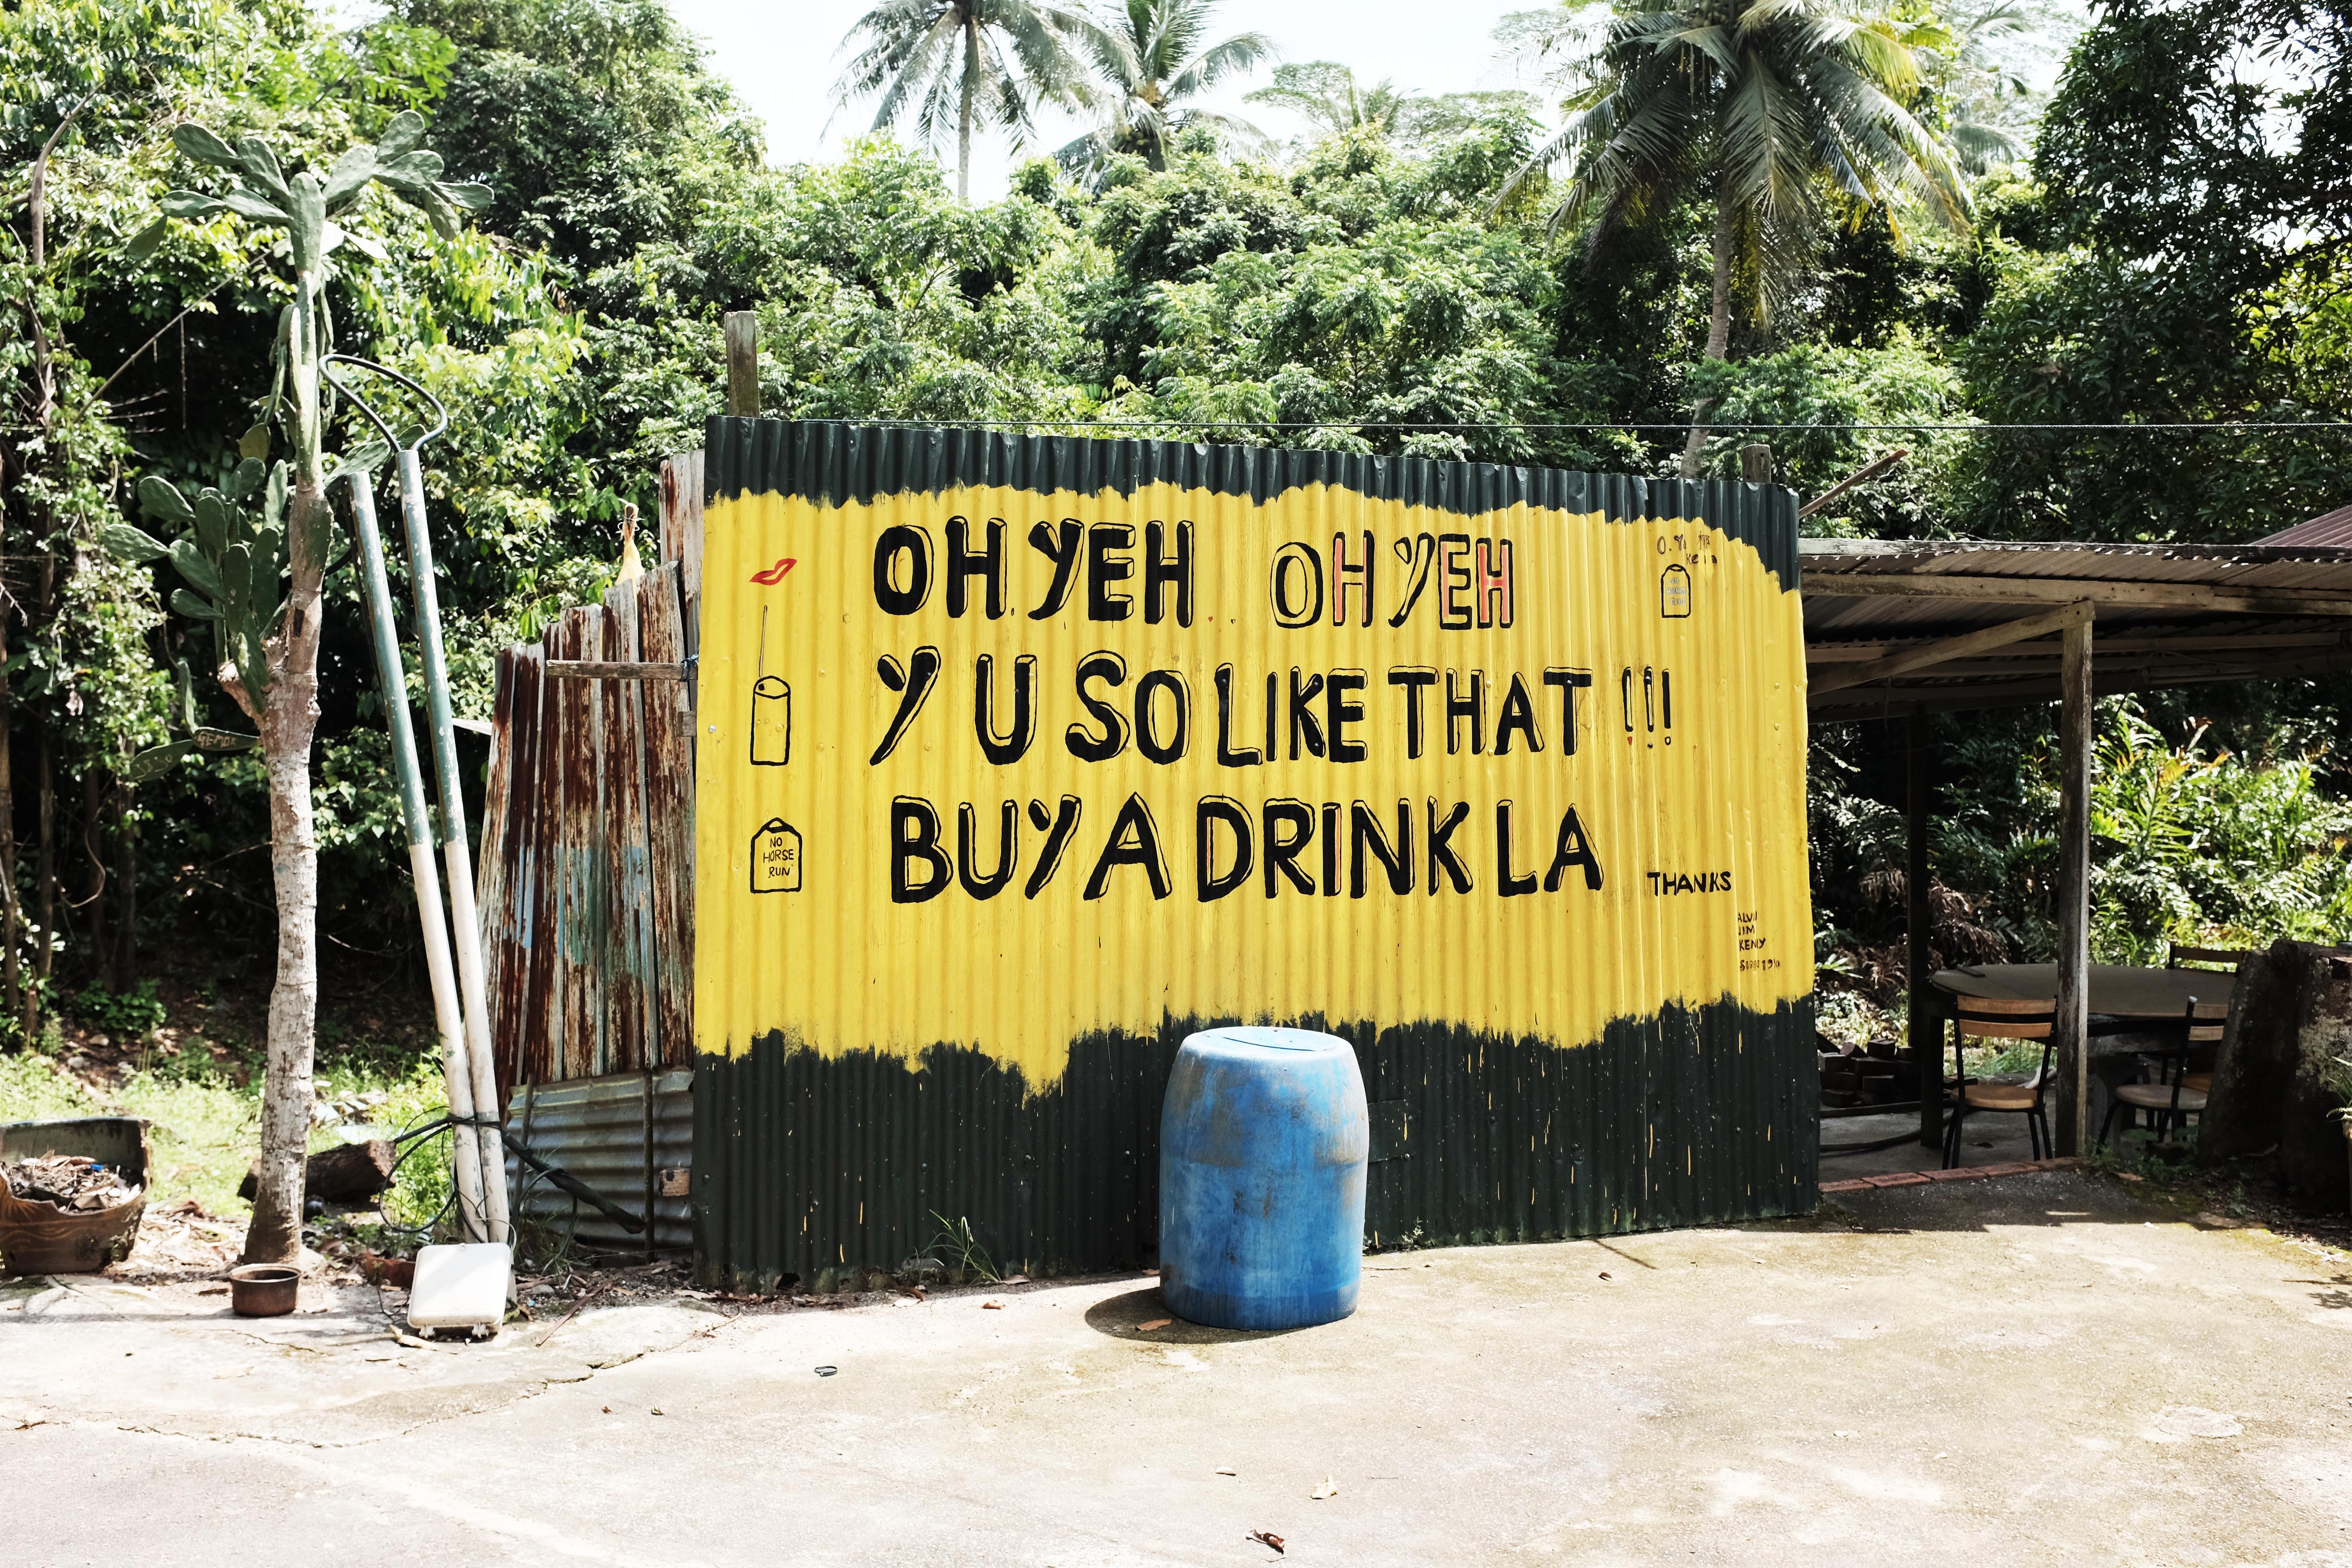 OH YEH OH YEH
Y U SO LIKE THAT !!!
BUY A DRINK LA
THANKS
NO
HORSE
RUN